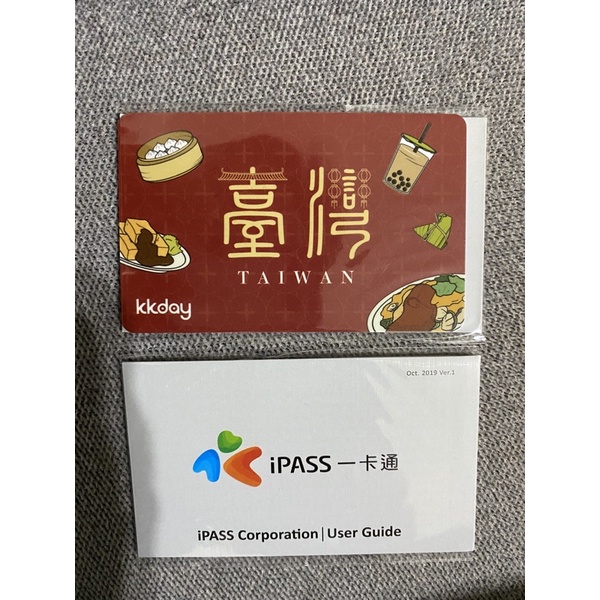 臺灣
TAIWAN
kkday
Oct. 2019 Ver.1
iPASS 一卡通
iPASS Corporation | User Guide